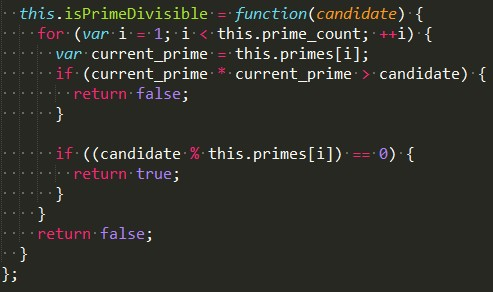 this.isPrimeDivisible = function(candidate) {
for (var i = 1; i < this.prime_count; ++i) {
var current_prime = this.primes[i];
if (current_prime * current_prime > candidate) {
return false;
}
if ((candidate % this.primes[i]) == 0) {
return true;
}
}
return false;
}
};